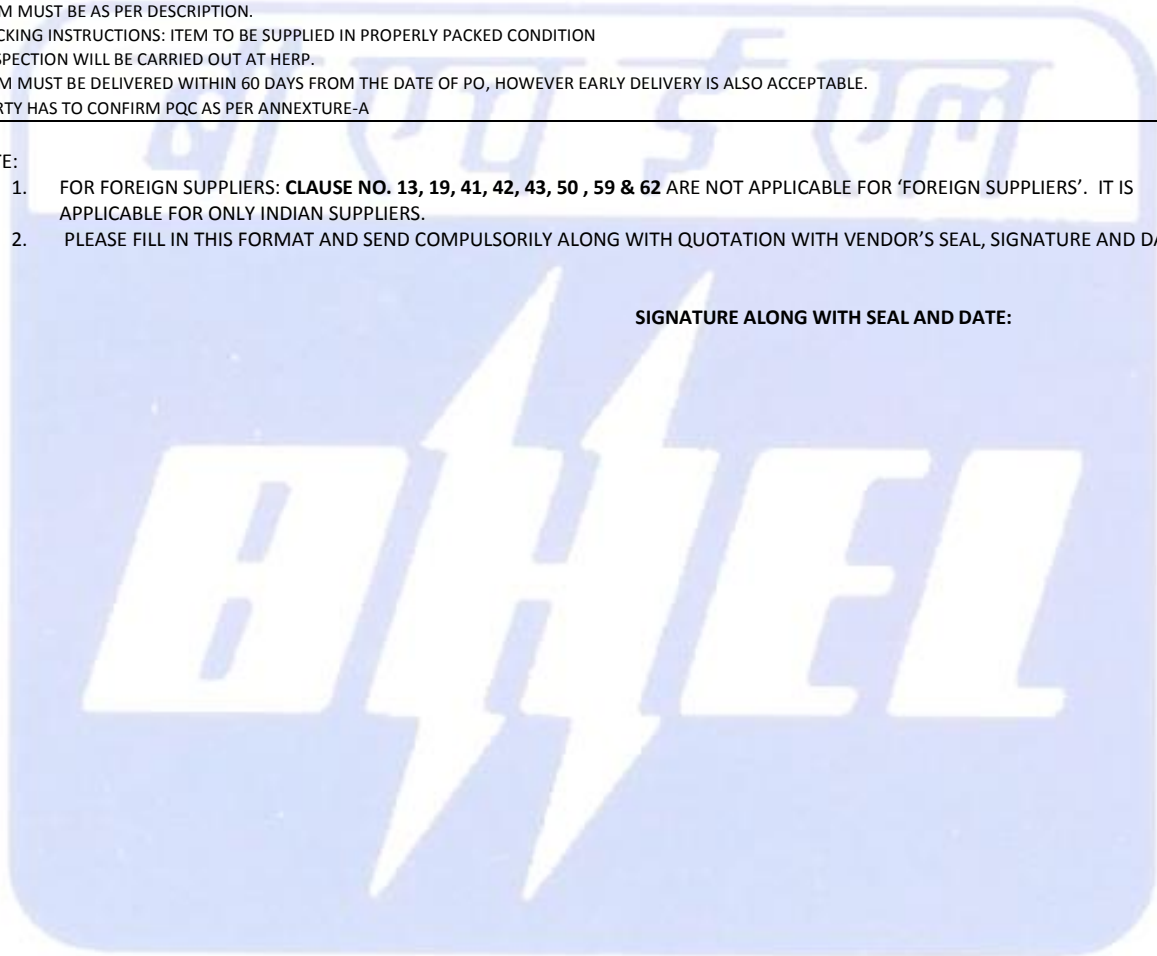 बी एच ई एल
M MUST BE AS PER DESCRIPTION.
CKING INSTRUCTIONS: ITEM TO BE SUPPLIED IN PROPERLY PACKED CONDITION
SPECTION WILL BE CARRIED OUT AT HERP.
M MUST BE DELIVERED WITHIN 60 DAYS FROM THE DATE OF PO, HOWEVER EARLY DELIVERY IS ALSO ACCEPTABLE.
RTY HAS TO CONFIRM PQC AS PER ANNEXTURE-A
TE:
1. FOR FOREIGN SUPPLIERS: CLAUSE NO. 13, 19, 41, 42, 43, 50 , 59 & 62 ARE NOT APPLICABLE FOR ‘FOREIGN SUPPLIERS’. IT IS
APPLICABLE FOR ONLY INDIAN SUPPLIERS.
2. PLEASE FILL IN THIS FORMAT AND SEND COMPULSORILY ALONG WITH QUOTATION WITH VENDOR’S SEAL, SIGNATURE AND DA
SIGNATURE ALONG WITH SEAL AND DATE:
BHEL